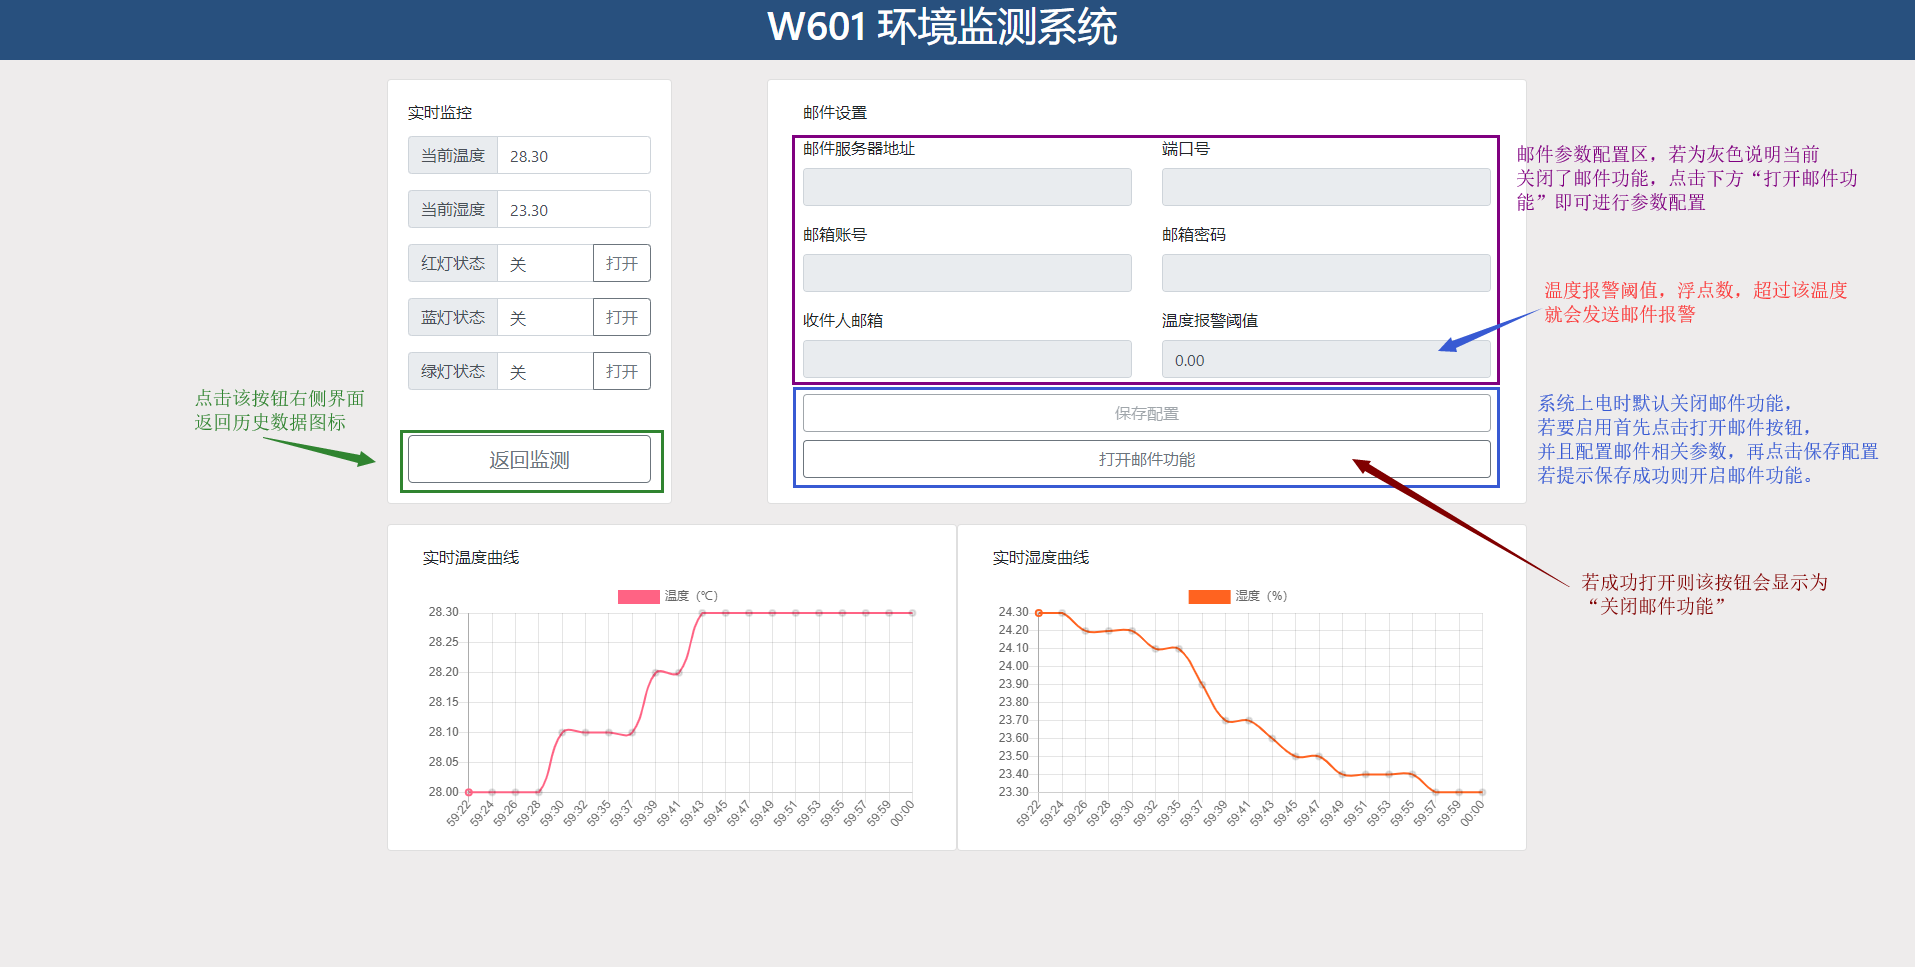 W601 环境监测系统
实时监控
当前温度 28.30
当前湿度 23.30
红灯状态 关 打开
蓝灯状态 关 打开
绿灯状态 关 打开
返回监测
点击该按钮右侧界面
返回历史数据图标
邮件设置
邮件服务器地址 端口号
邮箱账号 邮箱密码
收件人邮箱 温度报警阈值
0.00
保存配置
打开邮件功能
邮件参数配置区，若为灰色说明当前
关闭了邮件功能，点击下方“打开邮件功
能”即可进行参数配置
温度报警阈值，浮点数，超过该温度
就会发送邮件报警
系统上电时默认关闭邮件功能，
若要启用首先点击打开邮件按钮，
并且配置邮件相关参数，再点击保存配置
若提示保存成功则开启邮件功能。
若成功打开则该按钮会显示为
“关闭邮件功能”
实时温度曲线
温度（℃）
28.30
28.25
28.20
28.15
28.10
28.05
28.00
59:22 59:24 59:26 59:28 59:30 59:32 59:35 59:37 59:39 59:41 59:43 59:45 59:47 59:49 59:51 59:53 59:55 59:57 59:59 00:00
实时湿度曲线
湿度（%）
24.30
24.20
24.10
24.00
23.90
23.80
23.70
23.60
23.50
23.40
23.30
59:22 59:24 59:26 59:28 59:30 59:32 59:35 59:37 59:39 59:41 59:43 59:45 59:47 59:49 59:51 59:53 59:55 59:57 59:59 00:00